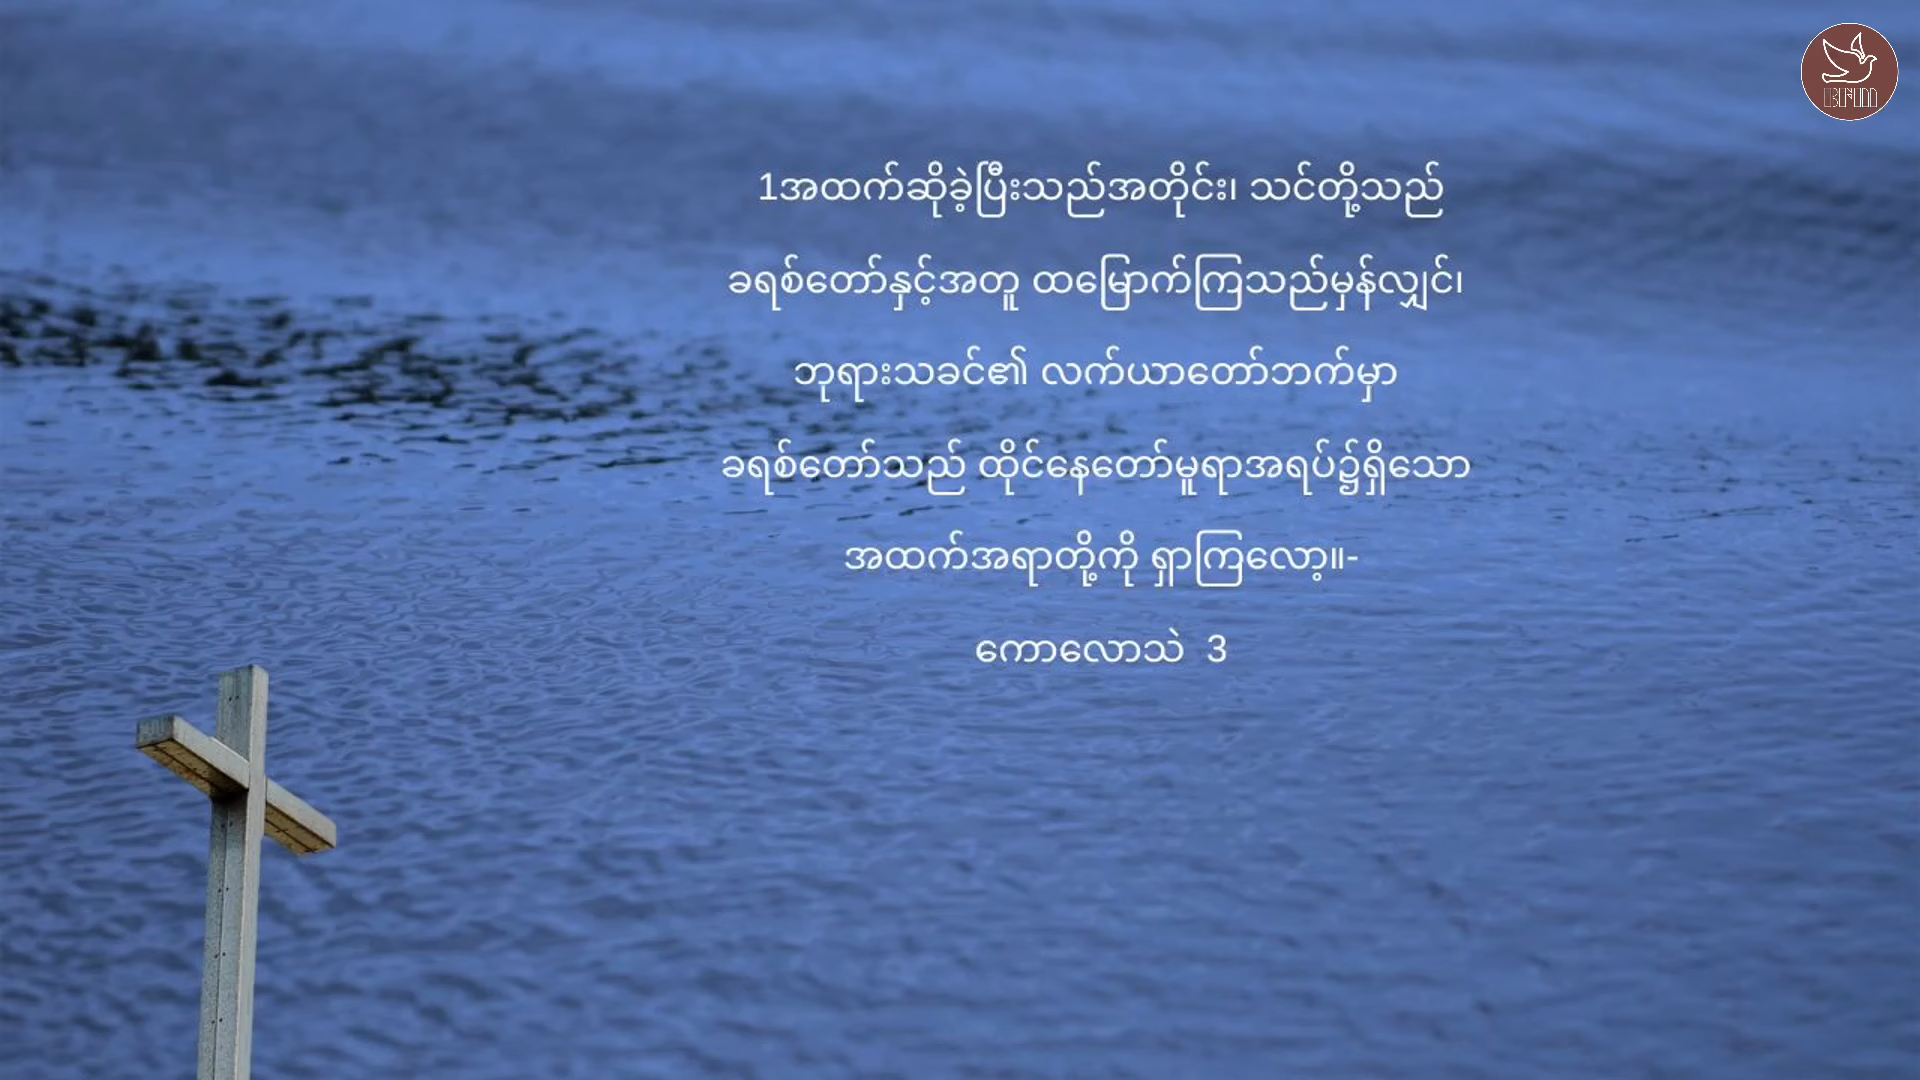 1အထက်ဆိုခဲ့ပြီးသည်အတိုင်း၊ သင်တို့သည်
ခရစ်တော်နှင့်အတူ ထမြောက်ကြသည်မှန်လျှင်၊
ဘုရားသခင်၏ လက်ယာတော်ဘက်မှာ
ခရစ်တော်သည် ထိုင်နေတော်မူရာအရပ်၌ရှိသော
အထက်အရာတို့ကို ရှာကြလော့။-
ကောလောသဲ 3